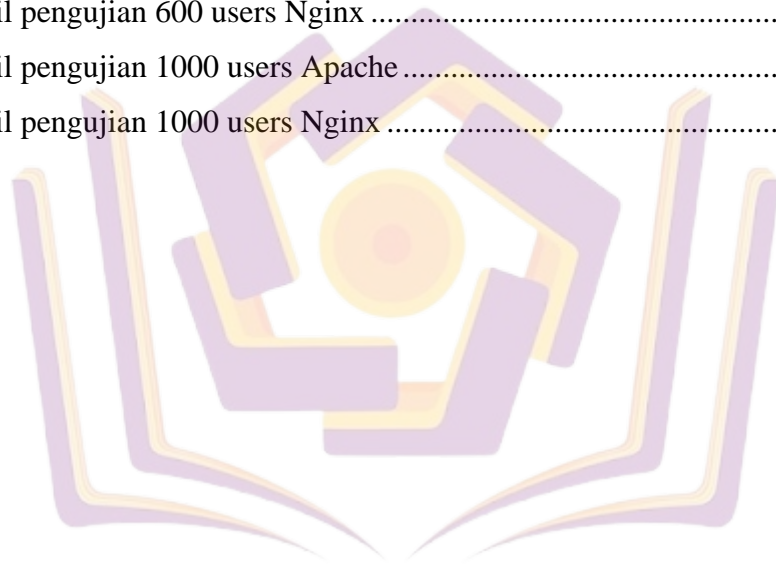 il pengujian 600 users Nginx ....................................................
il pengujian 1000 users Apache ...............................................
il pengujian 1000 users Nginx ..................................................